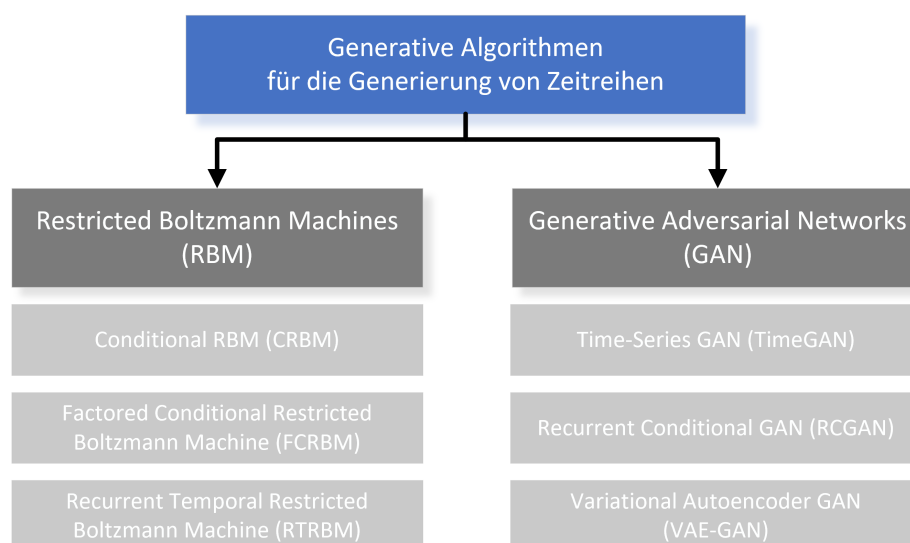 Generative Algorithmen
für die Generierung von Zeitreihen
Restricted Boltzmann Machines
(RBM)
Conditional RBM (CRBM)
Factored Conditional Restricted
Boltzmann Machine (FCRBM)
Recurrent Temporal Restricted
Boltzmann Machine (RTRBM)
Generative Adversarial Networks
(GAN)
Time-Series GAN (TimeGAN)
Recurrent Conditional GAN (RCGAN)
Variational Autoencoder GAN
(VAE-GAN)